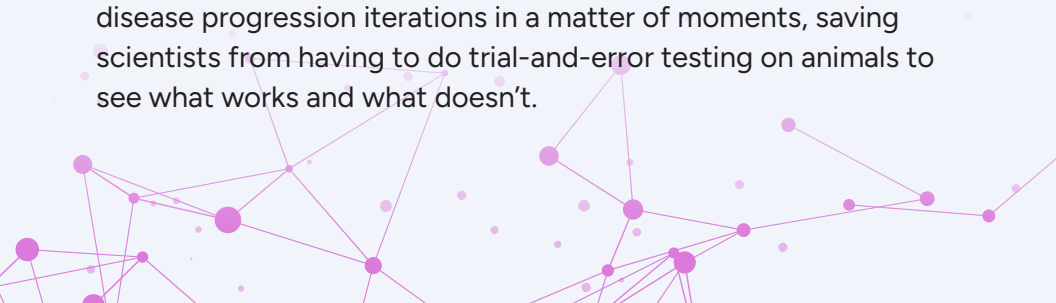 disease progression iterations in a matter of moments, saving
scientists from having to do trial-and-error testing on animals to
see what works and what doesn’t.